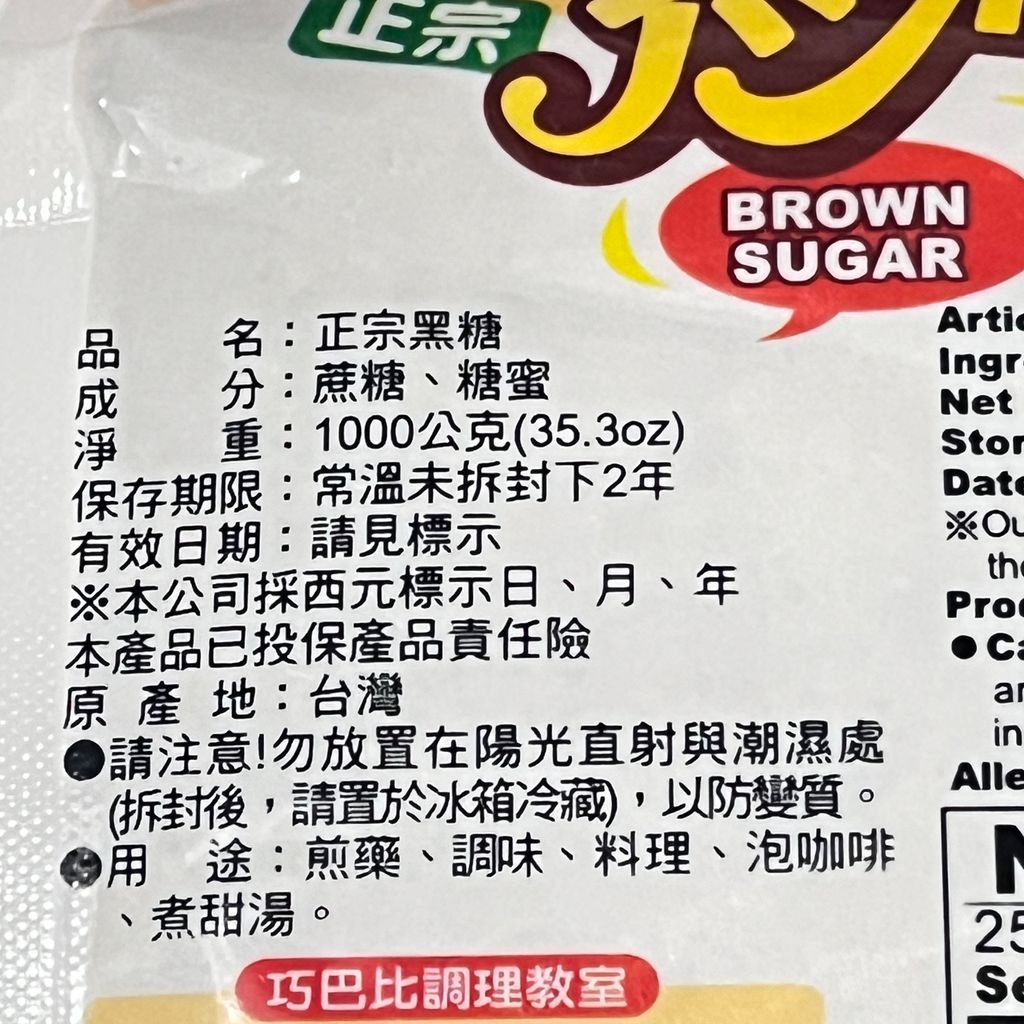 正宗
BROWN
SUGAR
品名：正宗黑糖
成分：蔗糖、糖蜜
淨重：1000公克(35.3oz)
保存期限：常溫未拆封下2年
有效日期：請見標示
※本公司採西元標示日、月、年
本產品已投保產品責任險
原產地：台灣
●請注意!勿放置在陽光直射與潮濕處
(拆封後，請置於冰箱冷藏)，以防變質。
●用途：煎藥、調味、料理、泡咖啡
、煮甜湯。
巧巴比調理教室
Net
※
the
●
in
25